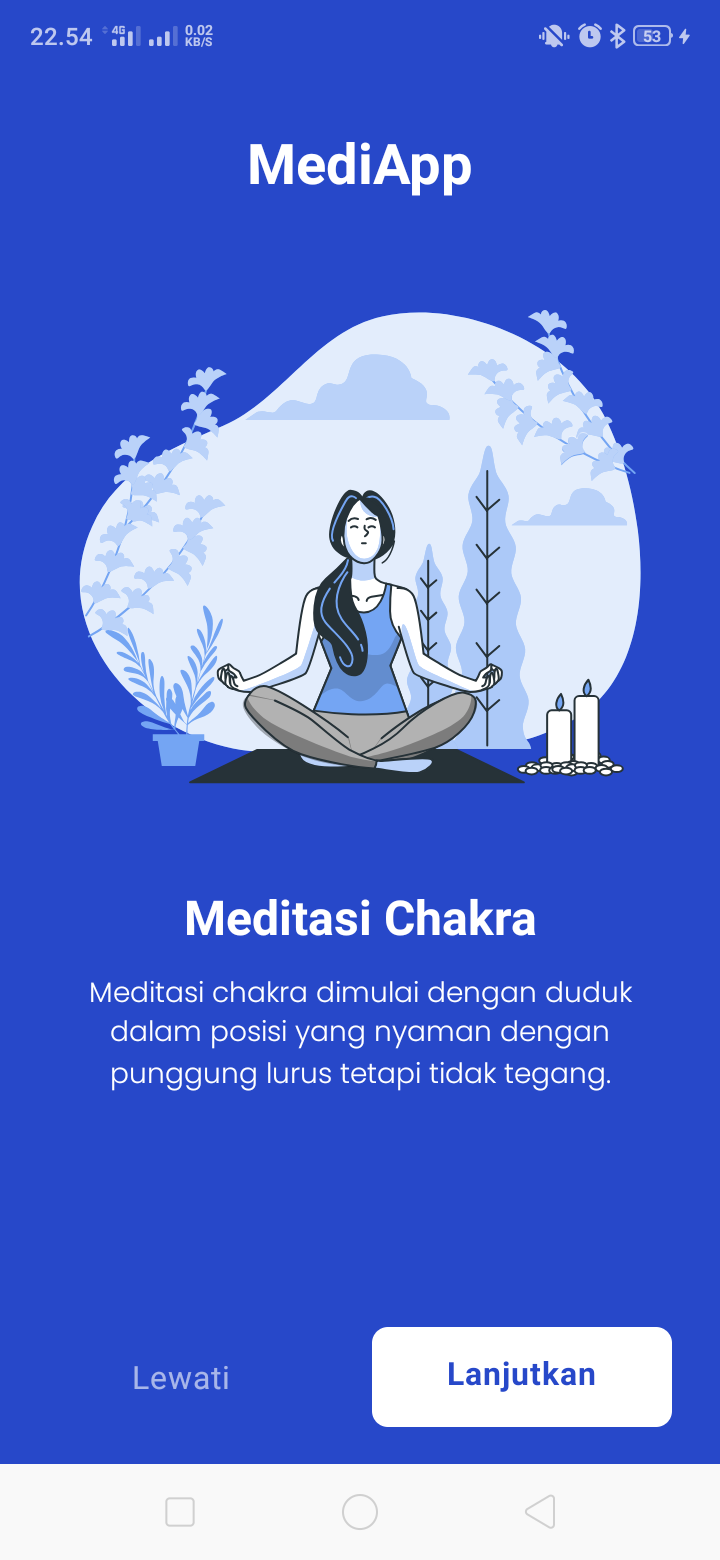 22.54 4G 0.02 KB/S 53
MediApp
Meditasi Chakra
Meditasi chakra dimulai dengan duduk
dalam posisi yang nyaman dengan
punggung lurus tetapi tidak tegang.
Lewati
Lanjutkan